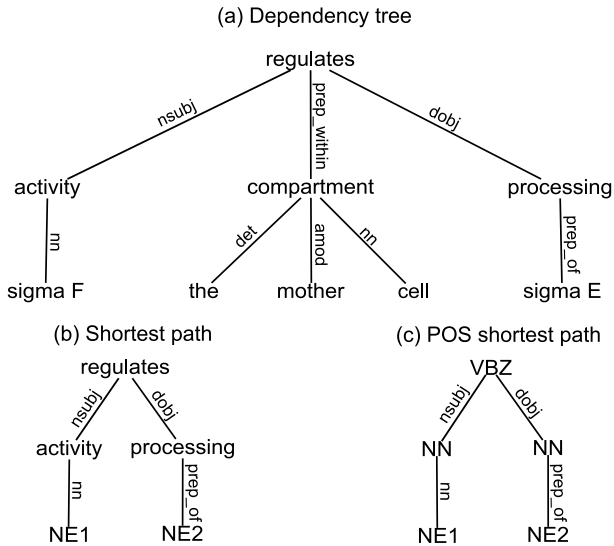 (a) Dependency tree
regulates
nsubj prep_within dobj
activity compartment processing
nn det amod nn prep_of
sigma F the mother cell sigma E
(b) Shortest path
regulates
nsubj dobj
activity processing
nn prep_of
NE1 NE2
(c) POS shortest path
VBZ
nsubj dobj
NN NN
nn prep_of
NE1 NE2